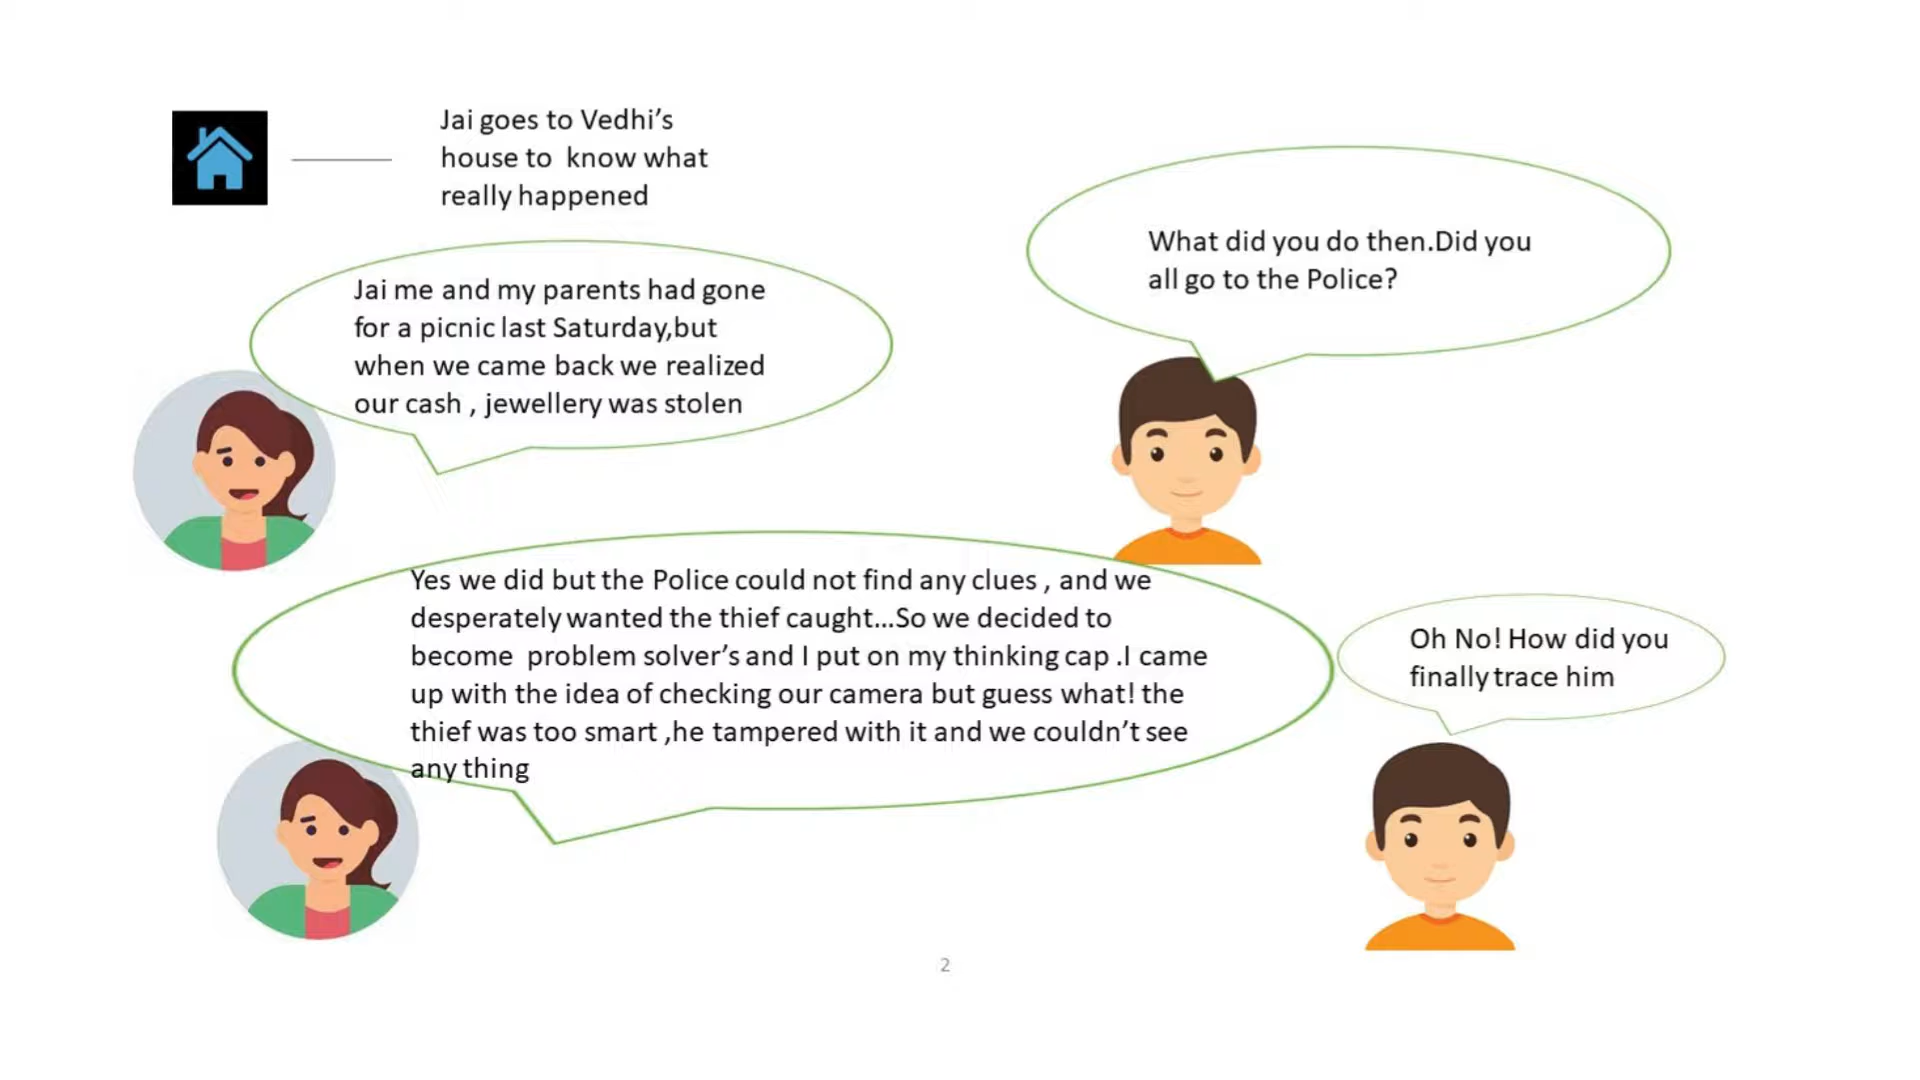 Jai goes to Vedhi’s
house to  know what
really happened
Jai me and my parents had gone
for a picnic last Saturday,but
when we came back we realized
our cash , jewellery was stolen
What did you do then.Did you
all go to the Police?
Yes we did but the Police could not find any clues , and we
desperately wanted the thief caught...So we decided to
become  problem solver’s and I put on my thinking cap .I came
up with the idea of checking our camera but guess what! the
thief was too smart ,he tampered with it and we couldn’t see
any thing
Oh No! How did you
finally trace him
2